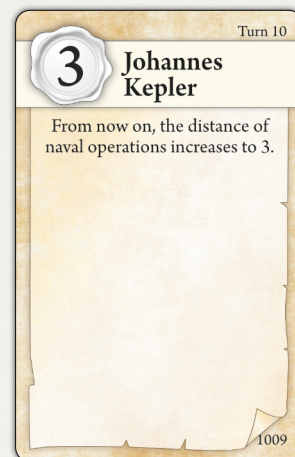 Turn 10
3
Johannes
Kepler
From now on, the distance of
naval operations increases to 3.
1009